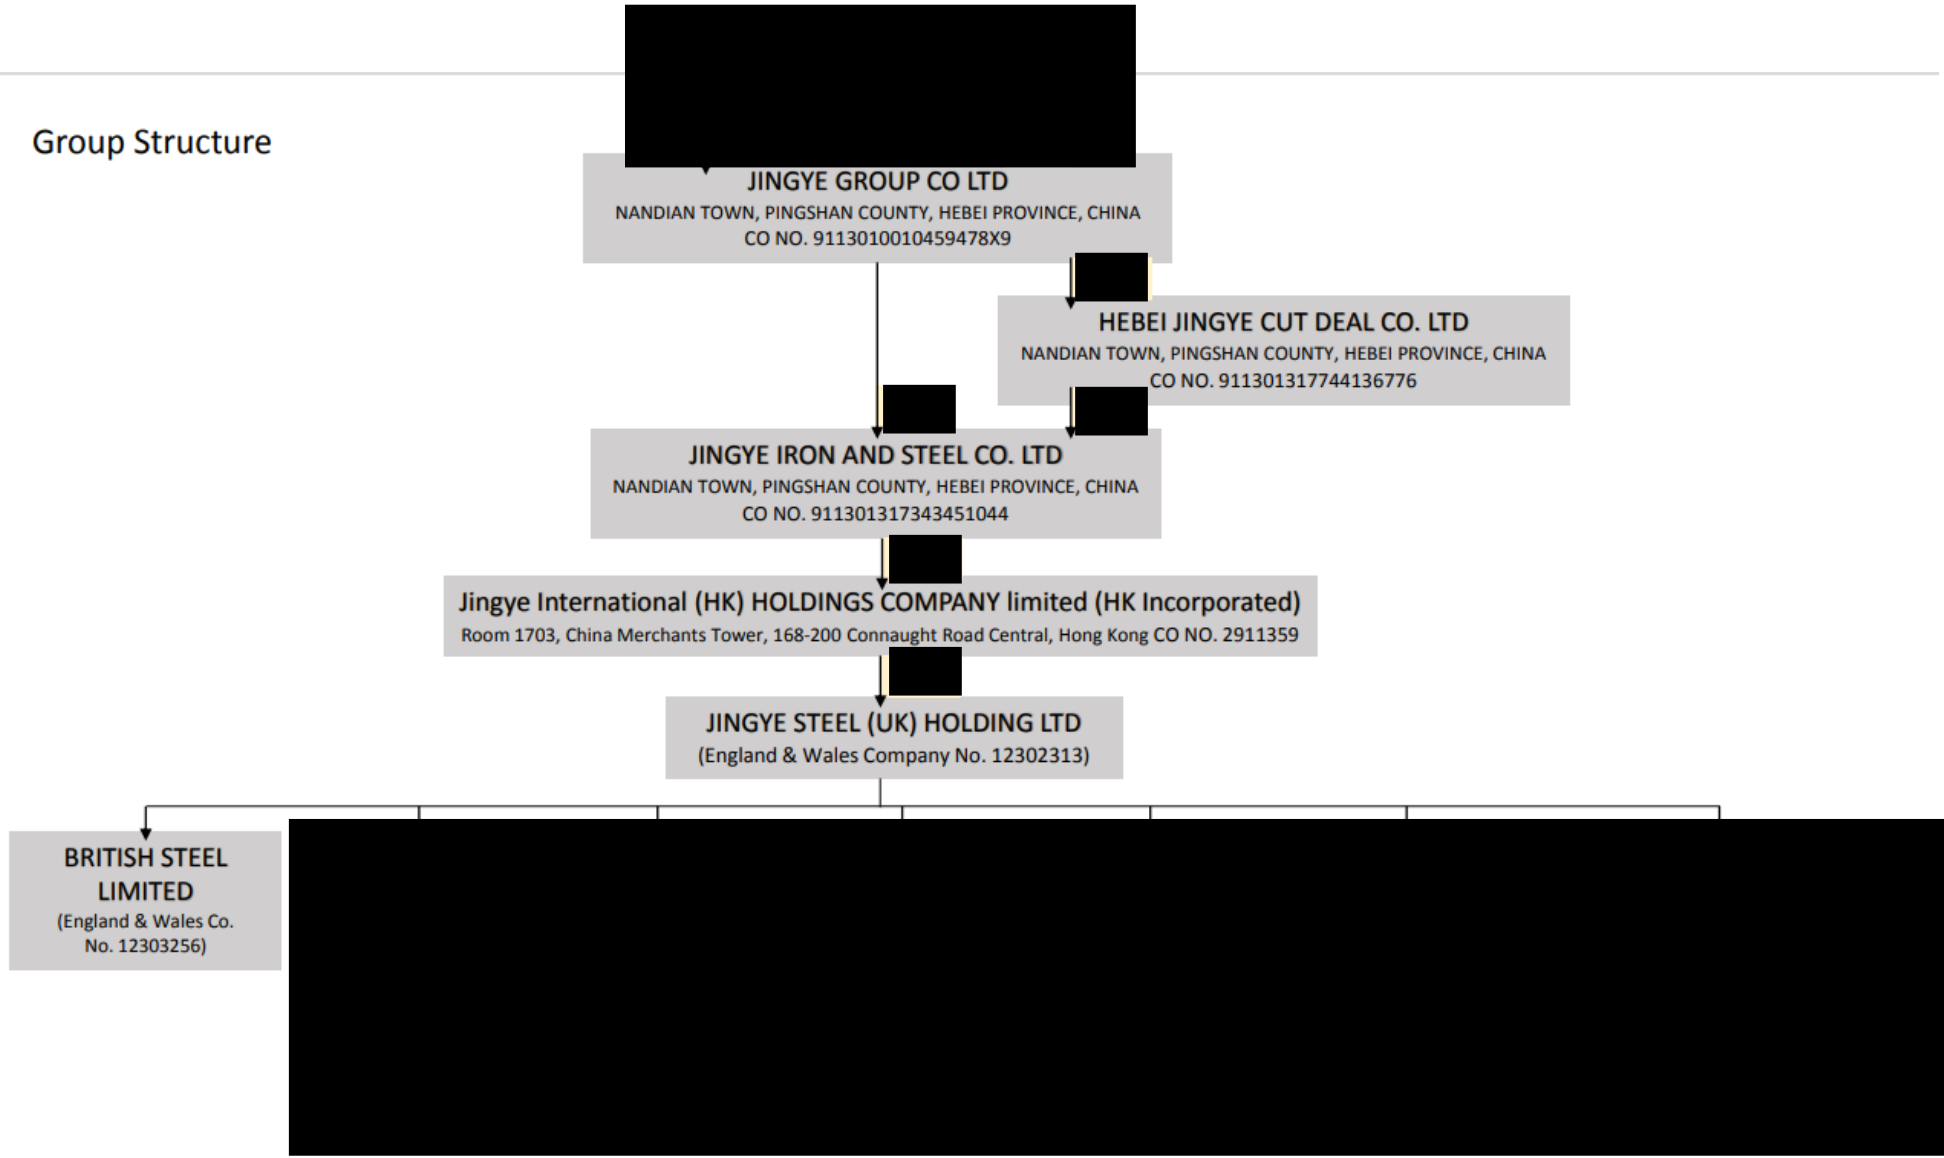 Group Structure
JINGYE GROUP CO LTD
NANDIAN TOWN, PINGSHAN COUNTY, HEBEI PROVINCE, CHINA
CO NO. 9113010010459478X9
HEBEI JINGYE CUT DEAL CO. LTD
NANDIAN TOWN, PINGSHAN COUNTY, HEBEI PROVINCE, CHINA
CO NO. 911301317744136776
JINGYE IRON AND STEEL CO. LTD
NANDIAN TOWN, PINGSHAN COUNTY, HEBEI PROVINCE, CHINA
CO NO. 911301317343451044
Jingye International (HK) HOLDINGS COMPANY limited (HK Incorporated)
Room 1703, China Merchants Tower, 168-200 Connaught Road Central, Hong Kong CO NO. 2911359
JINGYE STEEL (UK) HOLDING LTD
(England & Wales Company No. 12302313)
BRITISH STEEL
LIMITED
(England & Wales Co.
No. 12303256)